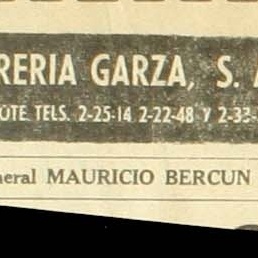 RERIA GARZA, S. A
OTE TELS. 2-25-14 2-22-48 Y 2-33-
neral MAURICIO BERCUN